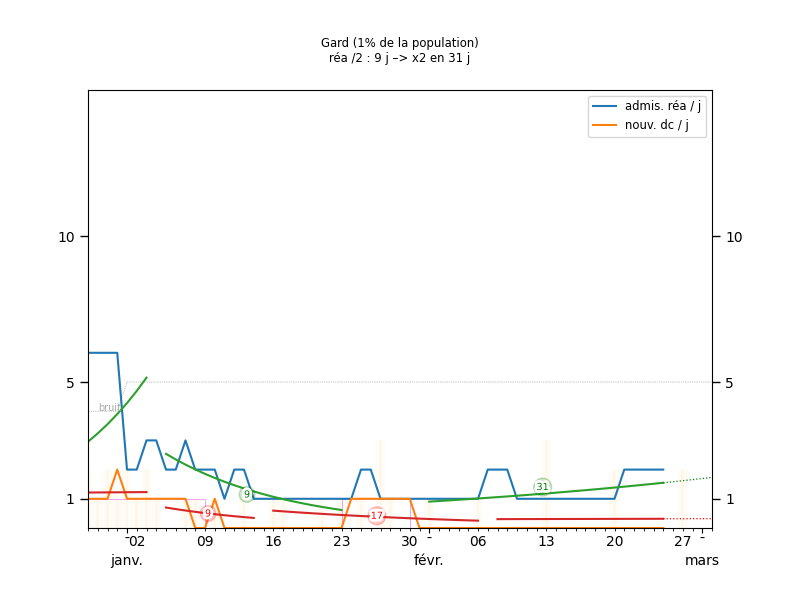 Gard (1% de la population)
réa /2 : 9 j –> x2 en 31 j
admis. réa / j
nouv. dc / j
10 10
5 5
bruit
9 31
1 1
9 17
02 09 16 23 30 06 13 20 27
janv. févr. mars